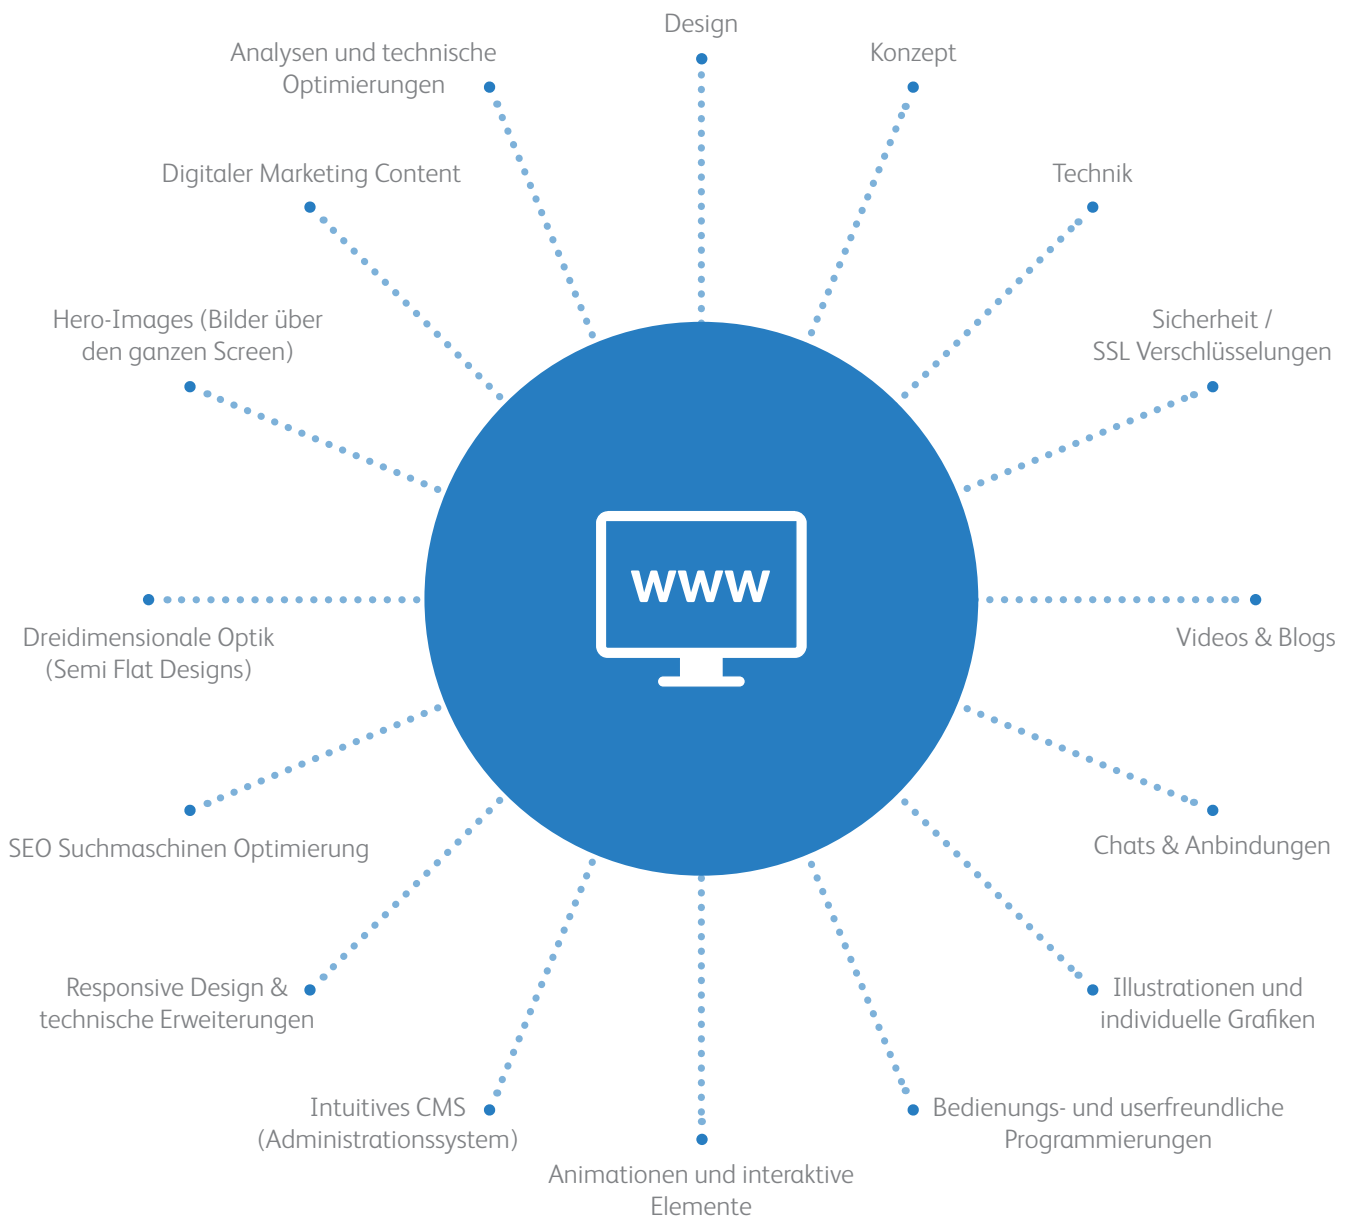 Design
Konzept
Technik
Sicherheit /
SSL Verschlüsselungen
Videos & Blogs
Chats & Anbindungen
Illustrationen und
individuelle Grafiken
Bedienungs- und userfreundliche
Programmierungen
Animationen und interaktive
Elemente
Intuitives CMS
(Administrationssystem)
Responsive Design &
technische Erweiterungen
SEO Suchmaschinen Optimierung
Dreidimensionale Optik
(Semi Flat Designs)
Hero-Images (Bilder über
den ganzen Screen)
Digitaler Marketing Content
Analysen und technische
Optimierungen
www